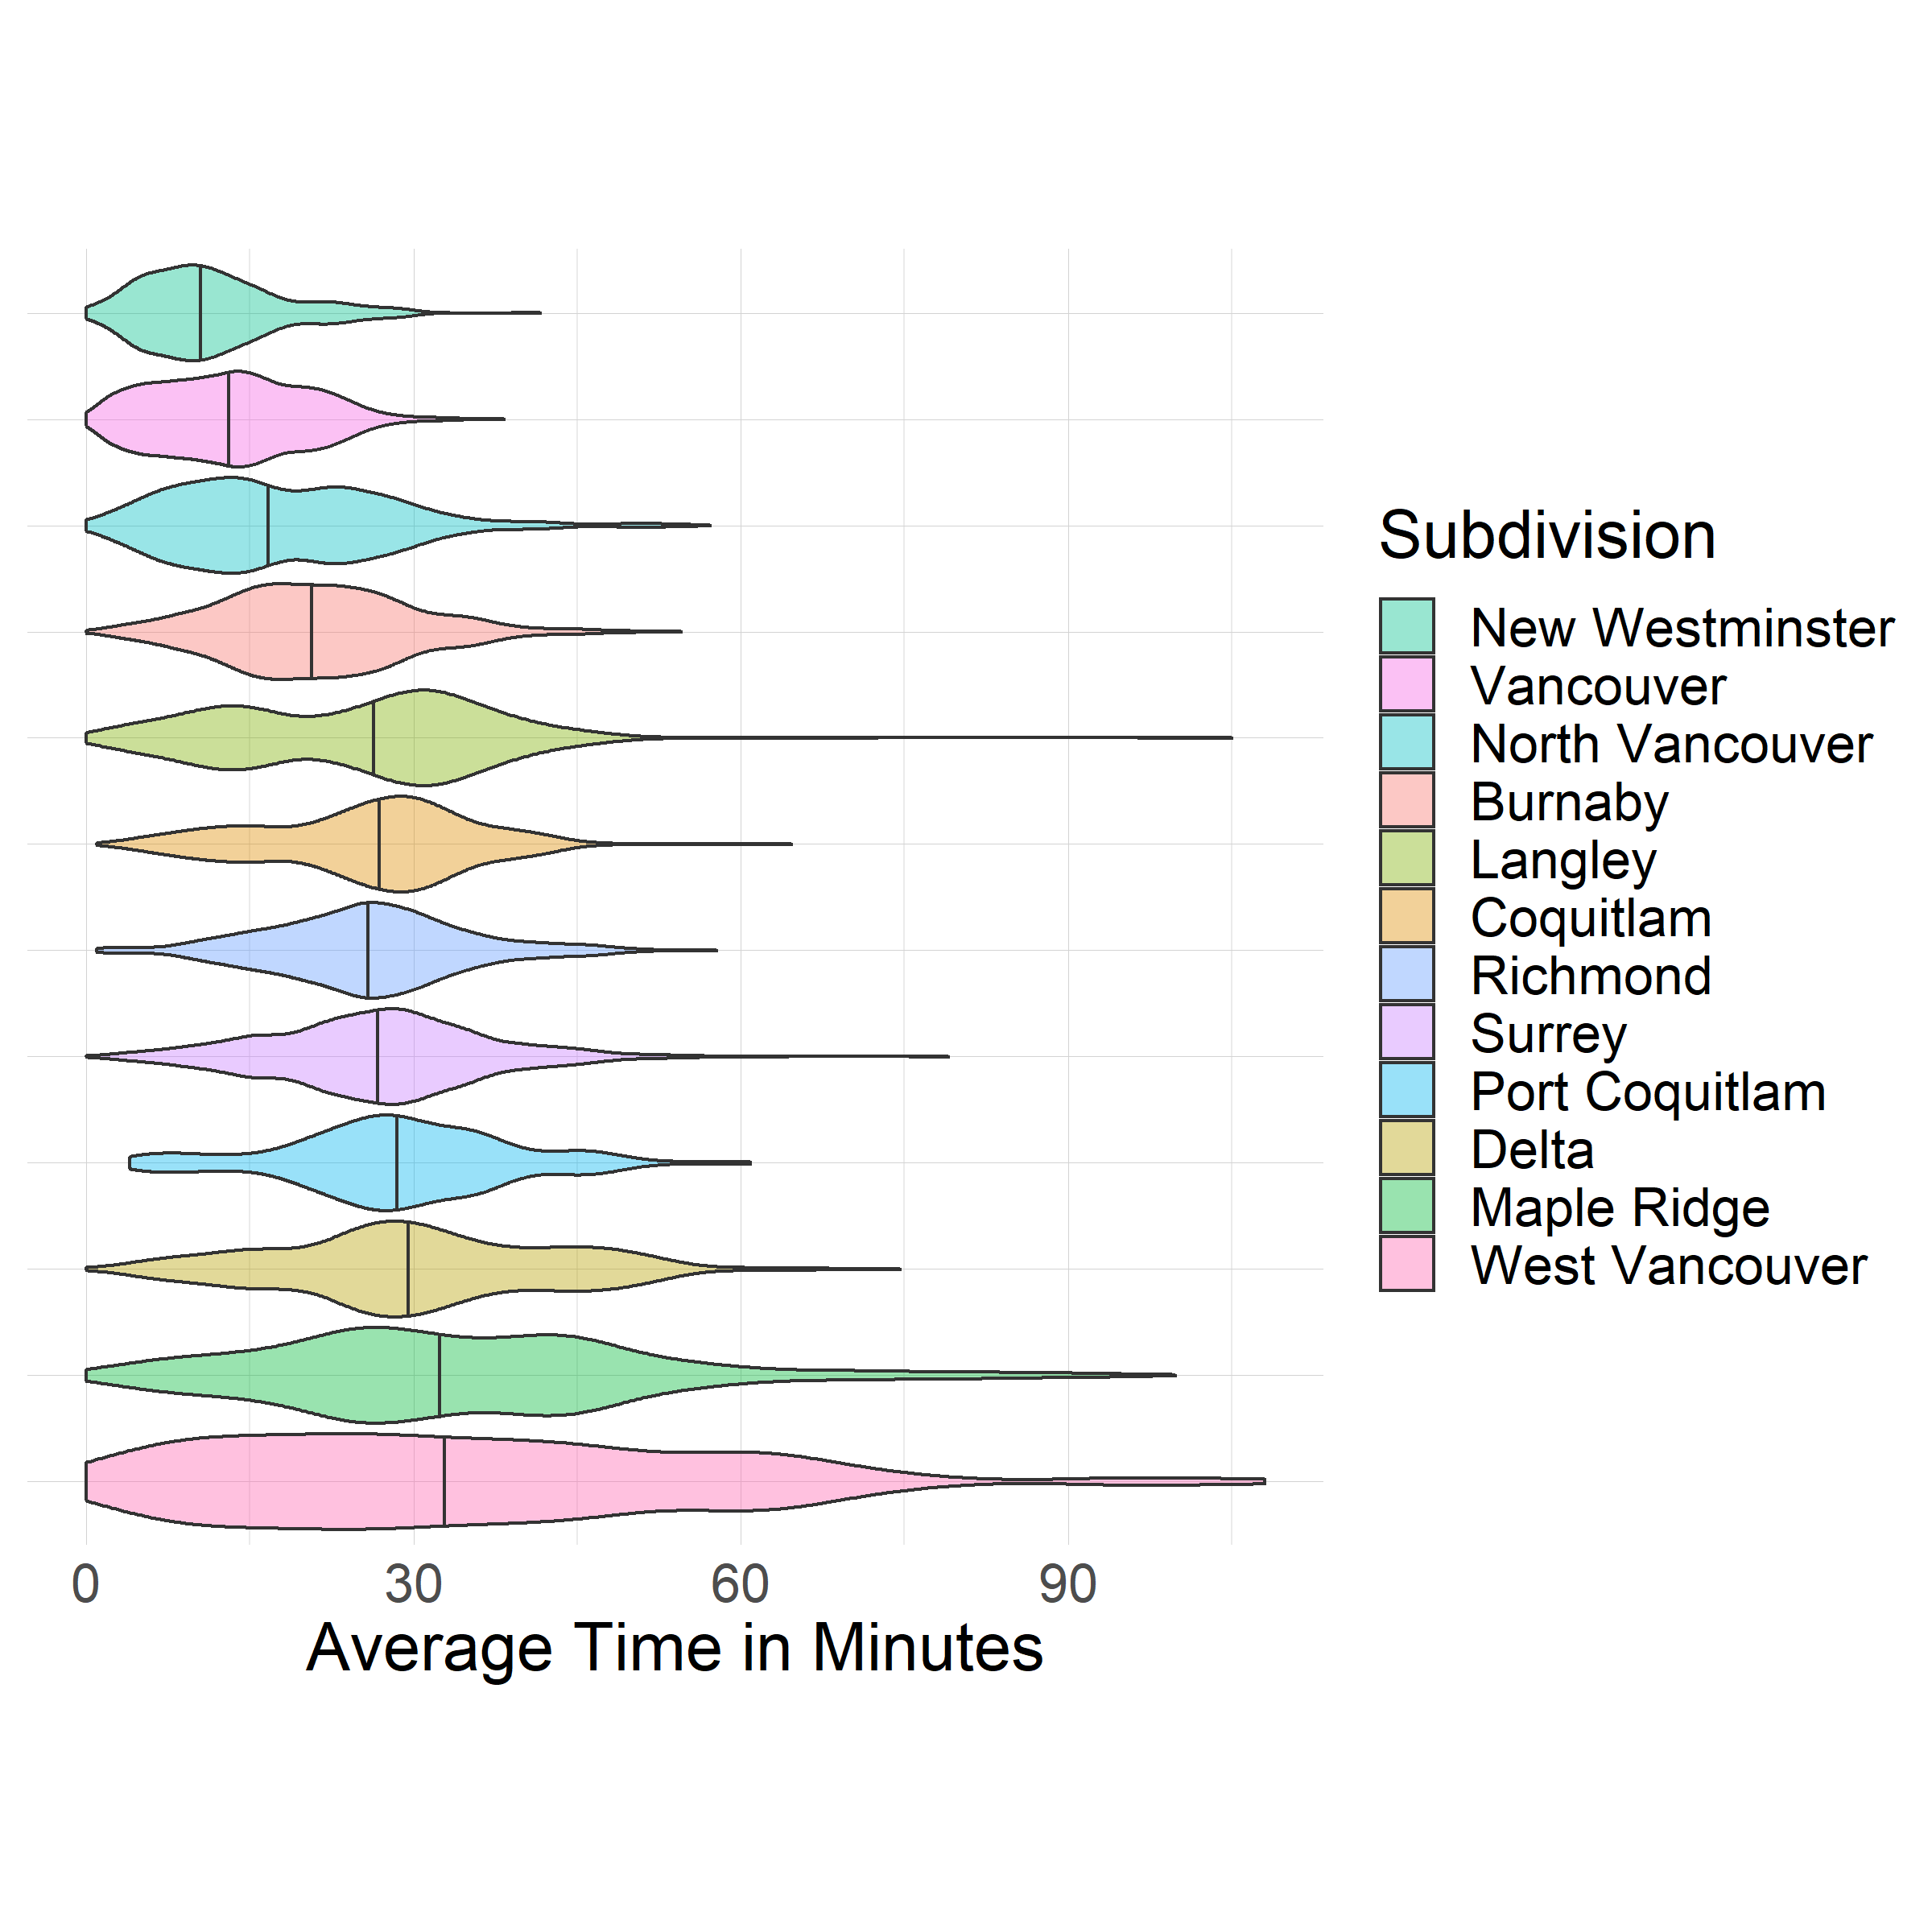 Subdivision
New Westminster
Vancouver
North Vancouver
Burnaby
Langley
Coquitlam
Richmond
Surrey
Port Coquitlam
Delta
Maple Ridge
West Vancouver
0 30 60 90
Average Time in Minutes